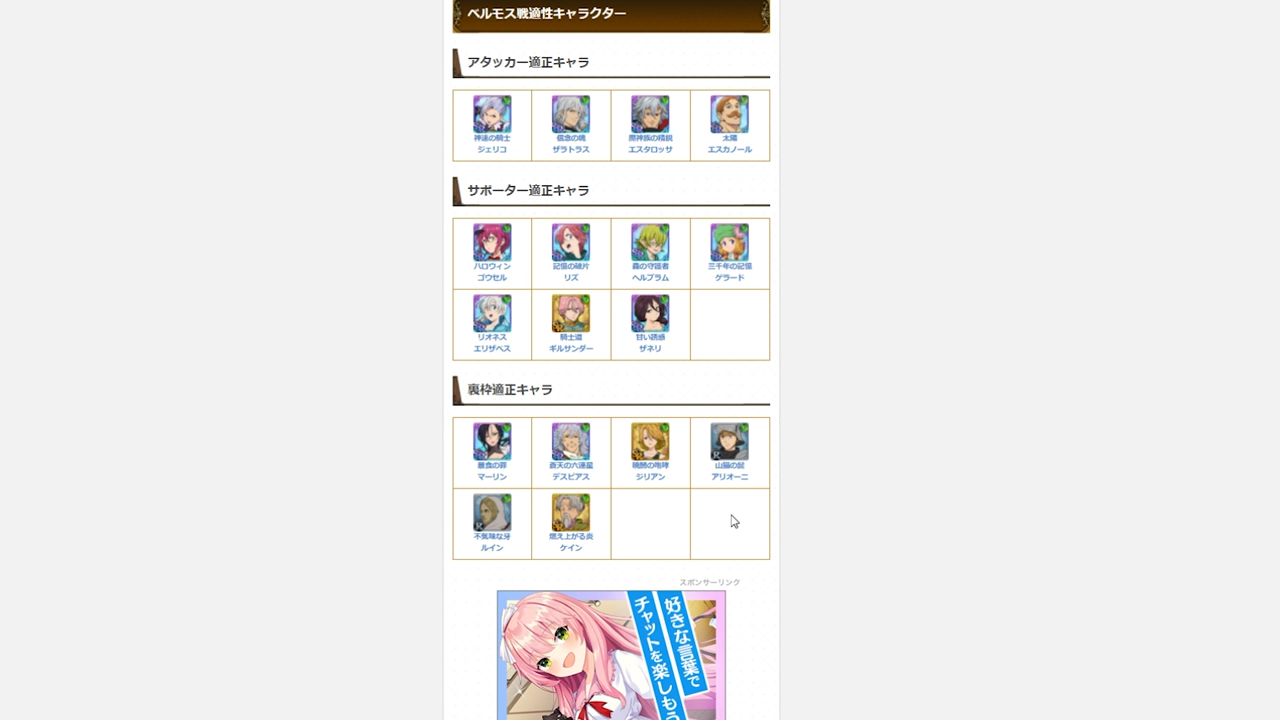 ベルモス戦適性キャラクター
アタッカー適正キャラ
神速の騎士
ジェリコ
信念の魂
ザラトラス
魔神族の精鋭
エスタロッサ
太陽
エスカノール
サポーター適正キャラ
ハロウィン
ゴウセル
記憶の破片
リズ
森の守護者
ヘルブラム
三千年の記憶
ゲラード
リオネス
エリザベス
騎士道
ギルサンダー
甘い誘惑
ザネリ
裏枠適正キャラ
暴食の罪
マーリン
蒼天の六連星
デスピアス
暁闇の咆哮
ジリアン
山猫の髭
アリオーニ
不気味な牙
ルイン
燃え上がる炎
ケイン
スポンサーリンク
好きな言葉で
チャットを楽しもう